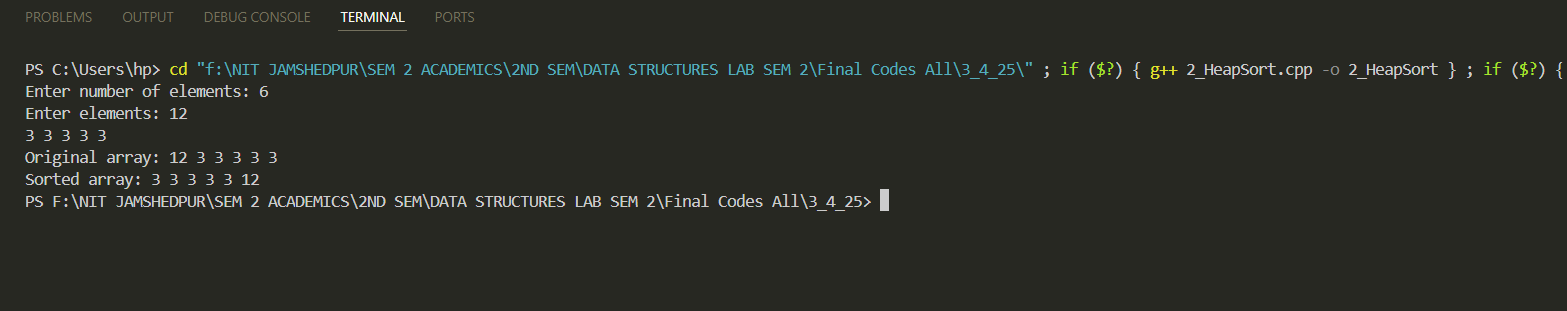 PROBLEMS OUTPUT DEBUG CONSOLE TERMINAL PORTS
PS C:\Users\hp> cd "f:\NIT JAMSHEDPUR\SEM 2 ACADEMICS\2ND SEM\DATA STRUCTURES LAB SEM 2\Final Codes All\3_4_25\" ; if ($?) { g++ 2_HeapSort.cpp -o 2_HeapSort } ; if ($?) {
Enter number of elements: 6
Enter elements: 12
3 3 3 3 3
Original array: 12 3 3 3 3 3
Sorted array: 3 3 3 3 3 12
PS F:\NIT JAMSHEDPUR\SEM 2 ACADEMICS\2ND SEM\DATA STRUCTURES LAB SEM 2\Final Codes All\3_4_25>